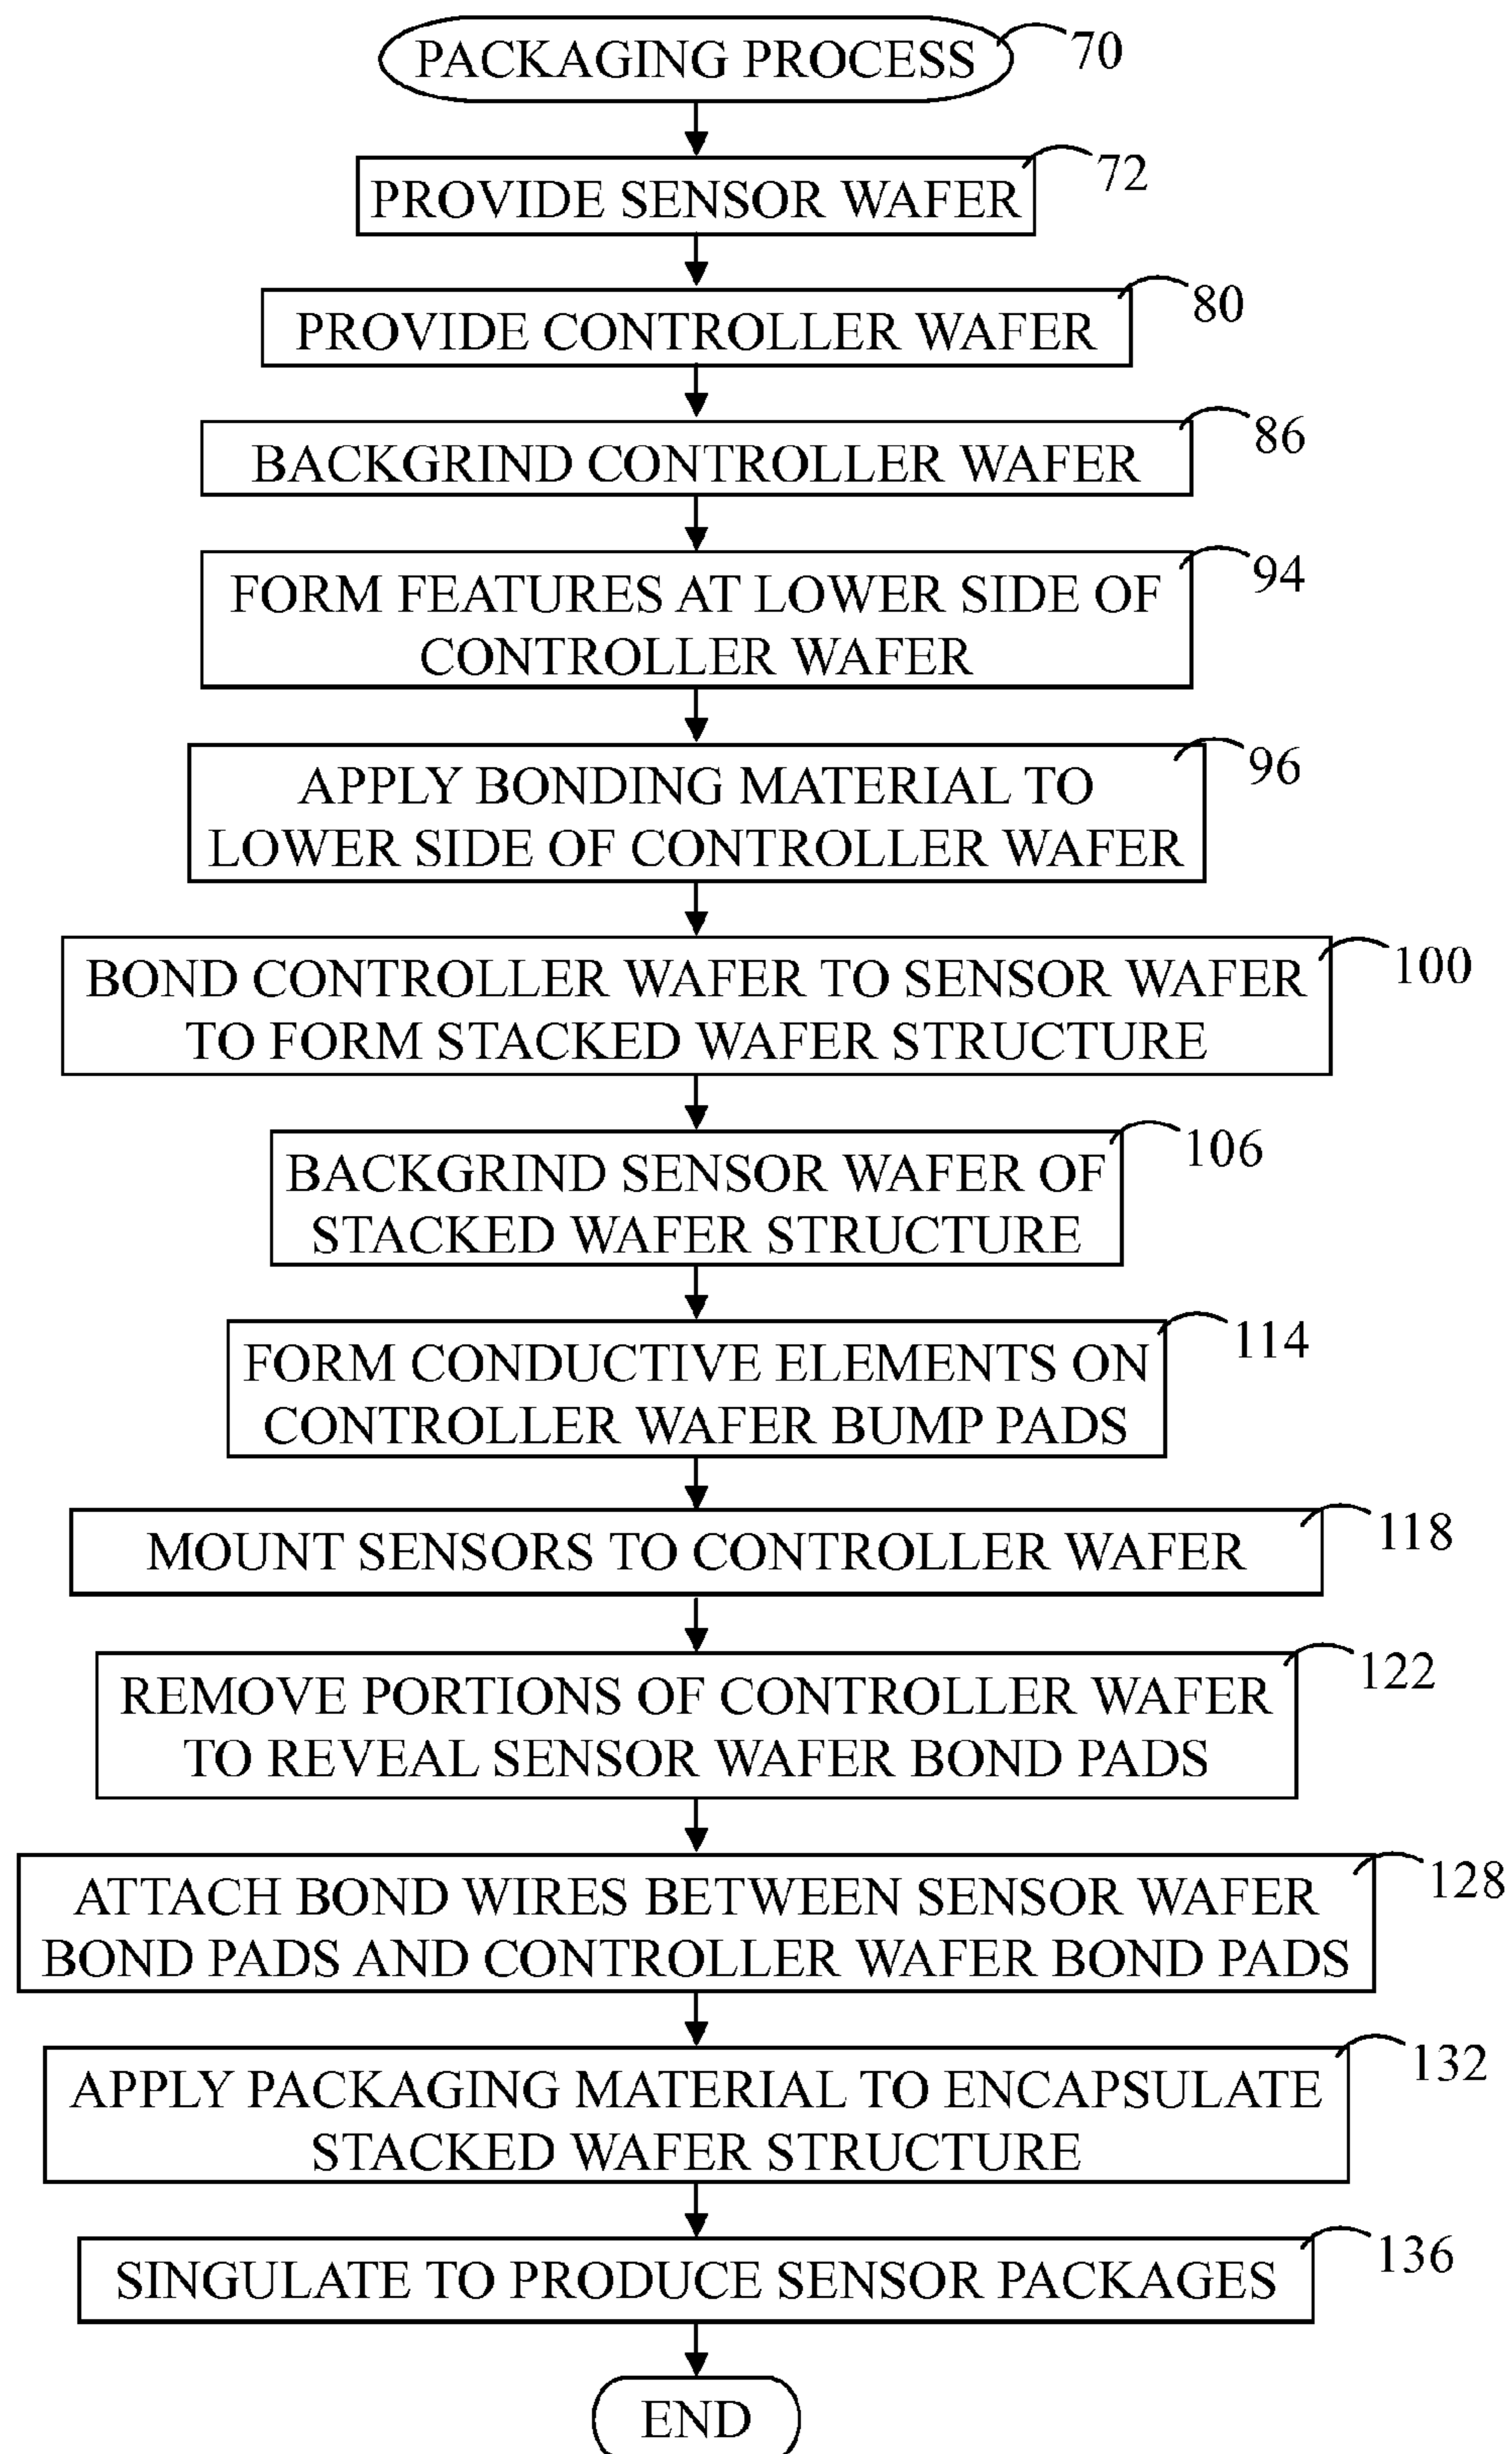 PACKAGING PROCESS
70
PROVIDE SENSOR WAFER
72
PROVIDE CONTROLLER WAFER
80
BACKGRIND CONTROLLER WAFER
86
FORM FEATURES AT LOWER SIDE OF
CONTROLLER WAFER
94
APPLY BONDING MATERIAL TO
LOWER SIDE OF CONTROLLER WAFER
96
BOND CONTROLLER WAFER TO SENSOR WAFER
TO FORM STACKED WAFER STRUCTURE
100
BACKGRIND SENSOR WAFER OF
STACKED WAFER STRUCTURE
106
FORM CONDUCTIVE ELEMENTS ON
CONTROLLER WAFER BUMP PADS
114
MOUNT SENSORS TO CONTROLLER WAFER
118
REMOVE PORTIONS OF CONTROLLER WAFER
TO REVEAL SENSOR WAFER BOND PADS
122
ATTACH BOND WIRES BETWEEN SENSOR WAFER
BOND PADS AND CONTROLLER WAFER BOND PADS
128
APPLY PACKAGING MATERIAL TO ENCAPSULATE
STACKED WAFER STRUCTURE
132
SINGULATE TO PRODUCE SENSOR PACKAGES
136
END